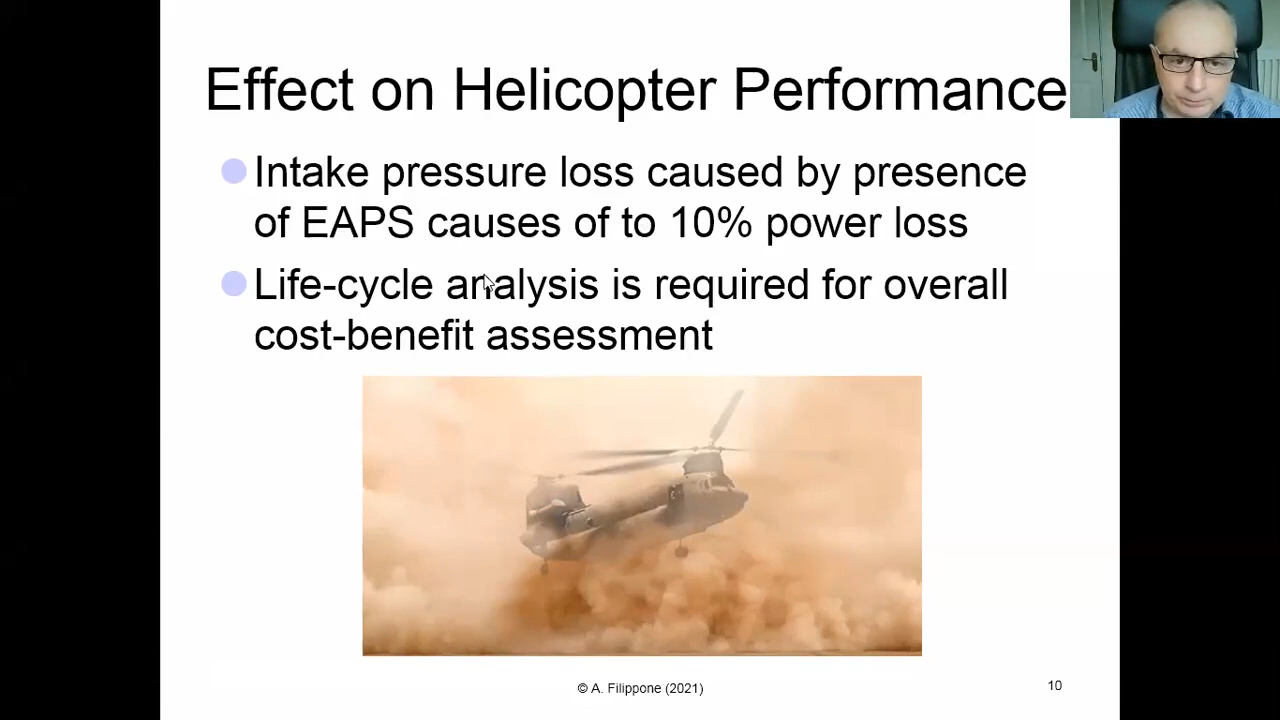 Effect on Helicopter Performance
Intake pressure loss caused by presence
of EAPS causes of to 10% power loss
Life-cycle analysis is required for overall
cost-benefit assessment
© A. Filippone (2021)
10